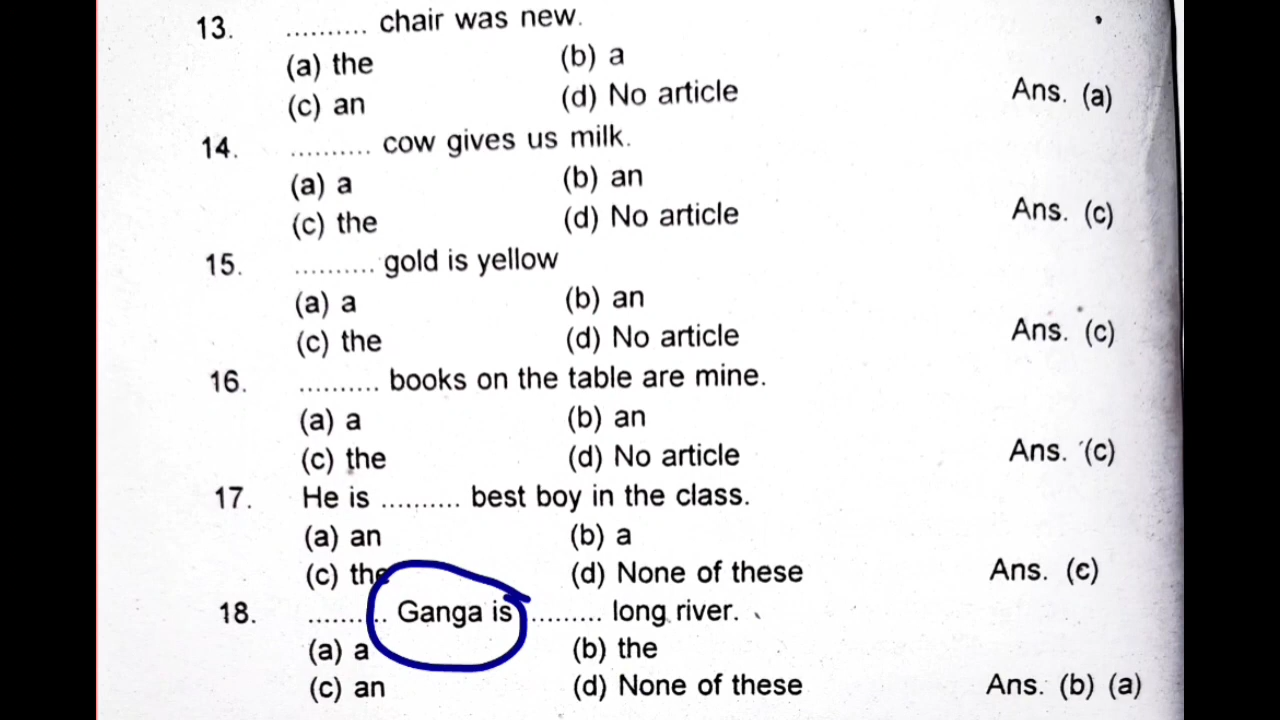 13. .......... chair was new.
(a) the (b) a
(c) an (d) No article Ans. (a)
14. .......... cow gives us milk.
(a) a (b) an
(c) the (d) No article Ans. (c)
15. .......... gold is yellow
(a) a (b) an
(c) the (d) No article Ans. (c)
16. .......... books on the table are mine.
(a) a (b) an
(c) the (d) No article Ans. (c)
17. He is .......... best boy in the class.
(a) an (b) a
(c) the (d) None of these Ans. (c)
18. .......... Ganga is .......... long river.
(a) a (b) the
(c) an (d) None of these Ans. (b) (a)